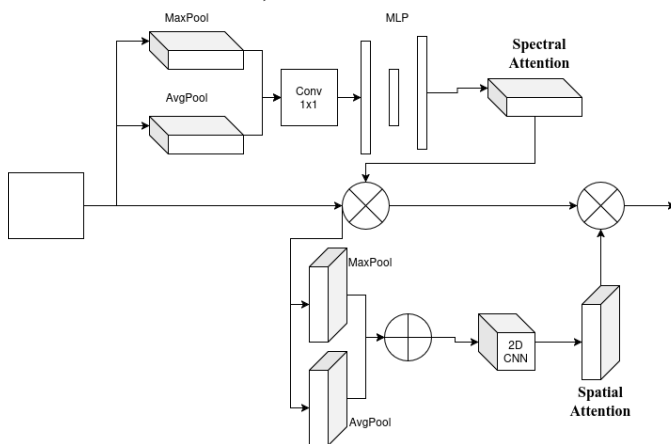 MaxPool
MLP
Spectral
Attention
AvgPool
Conv
1x1
MaxPool
2D
CNN
AvgPool
Spatial
Attention